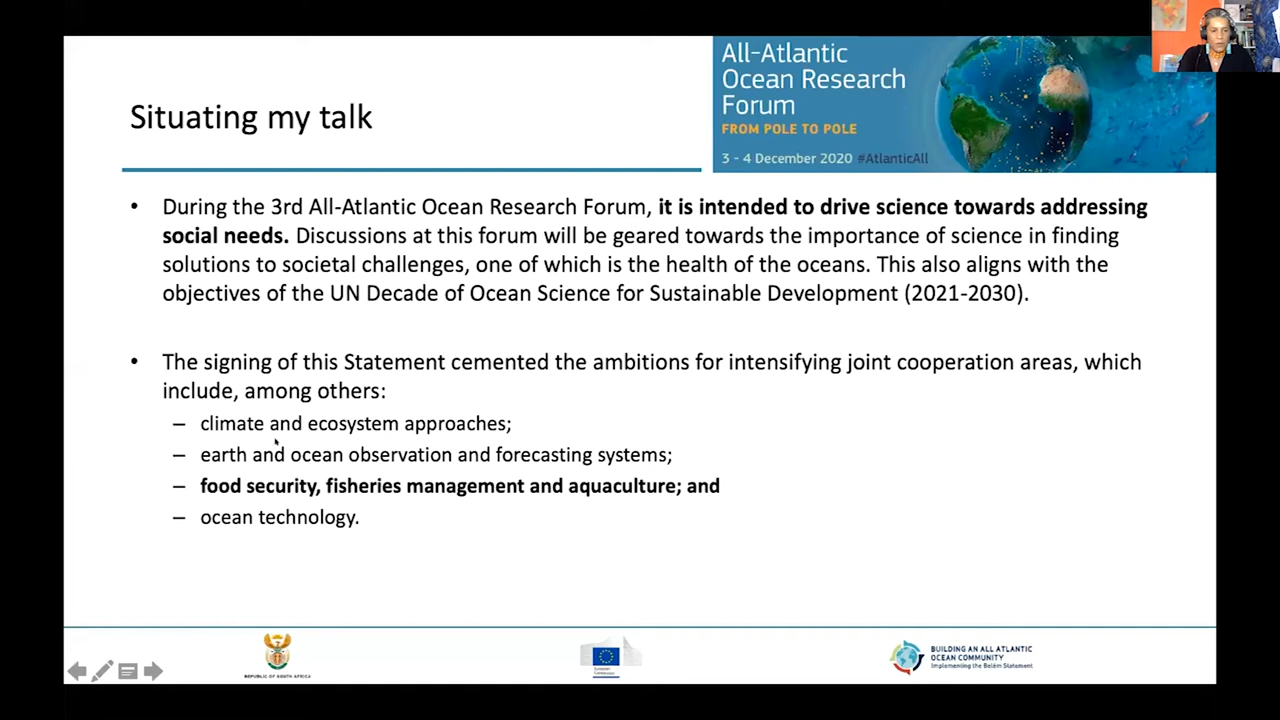 All-Atlantic
Ocean Research
Forum
FROM POLE TO POLE
3 - 4 December 2020 #AtlanticAll
Situating my talk
• During the 3rd All-Atlantic Ocean Research Forum, it is intended to drive science towards addressing
social needs. Discussions at this forum will be geared towards the importance of science in finding
solutions to societal challenges, one of which is the health of the oceans. This also aligns with the
objectives of the UN Decade of Ocean Science for Sustainable Development (2021-2030).
• The signing of this Statement cemented the ambitions for intensifying joint cooperation areas, which
include, among others:
– climate and ecosystem approaches;
– earth and ocean observation and forecasting systems;
– food security, fisheries management and aquaculture; and
– ocean technology.
REPUBLIC OF SOUTH AFRICA
European
Commission
BUILDING AN ALL ATLANTIC
OCEAN COMMUNITY
Implementing the Belém Statement